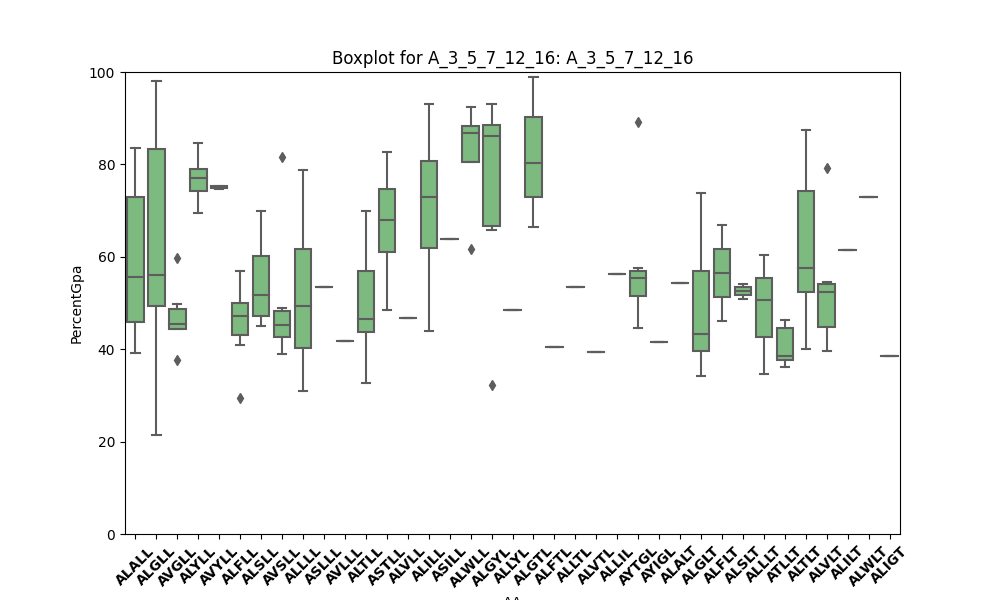 Boxplot for A_3_5_7_12_16: A_3_5_7_12_16
PercentGpa
100
80
60
40
20
0
ALALL ALGLL AVGLL ALYLL AVYLL ALFLL ALSLL AVSLL ALLLL ASLLL AVLLL ALTLL ASTLL ALVLL ALILL ASILL ALWLL ALGYL ALLYL ALGTL ALFTL ALLTL ALVTL ALLIL AYTGL AYIGL ALALT ALGLT ALFLT ALSLT ALLLT ATLLT ALTLT ALVLT ALILT ALWLT ALIGT